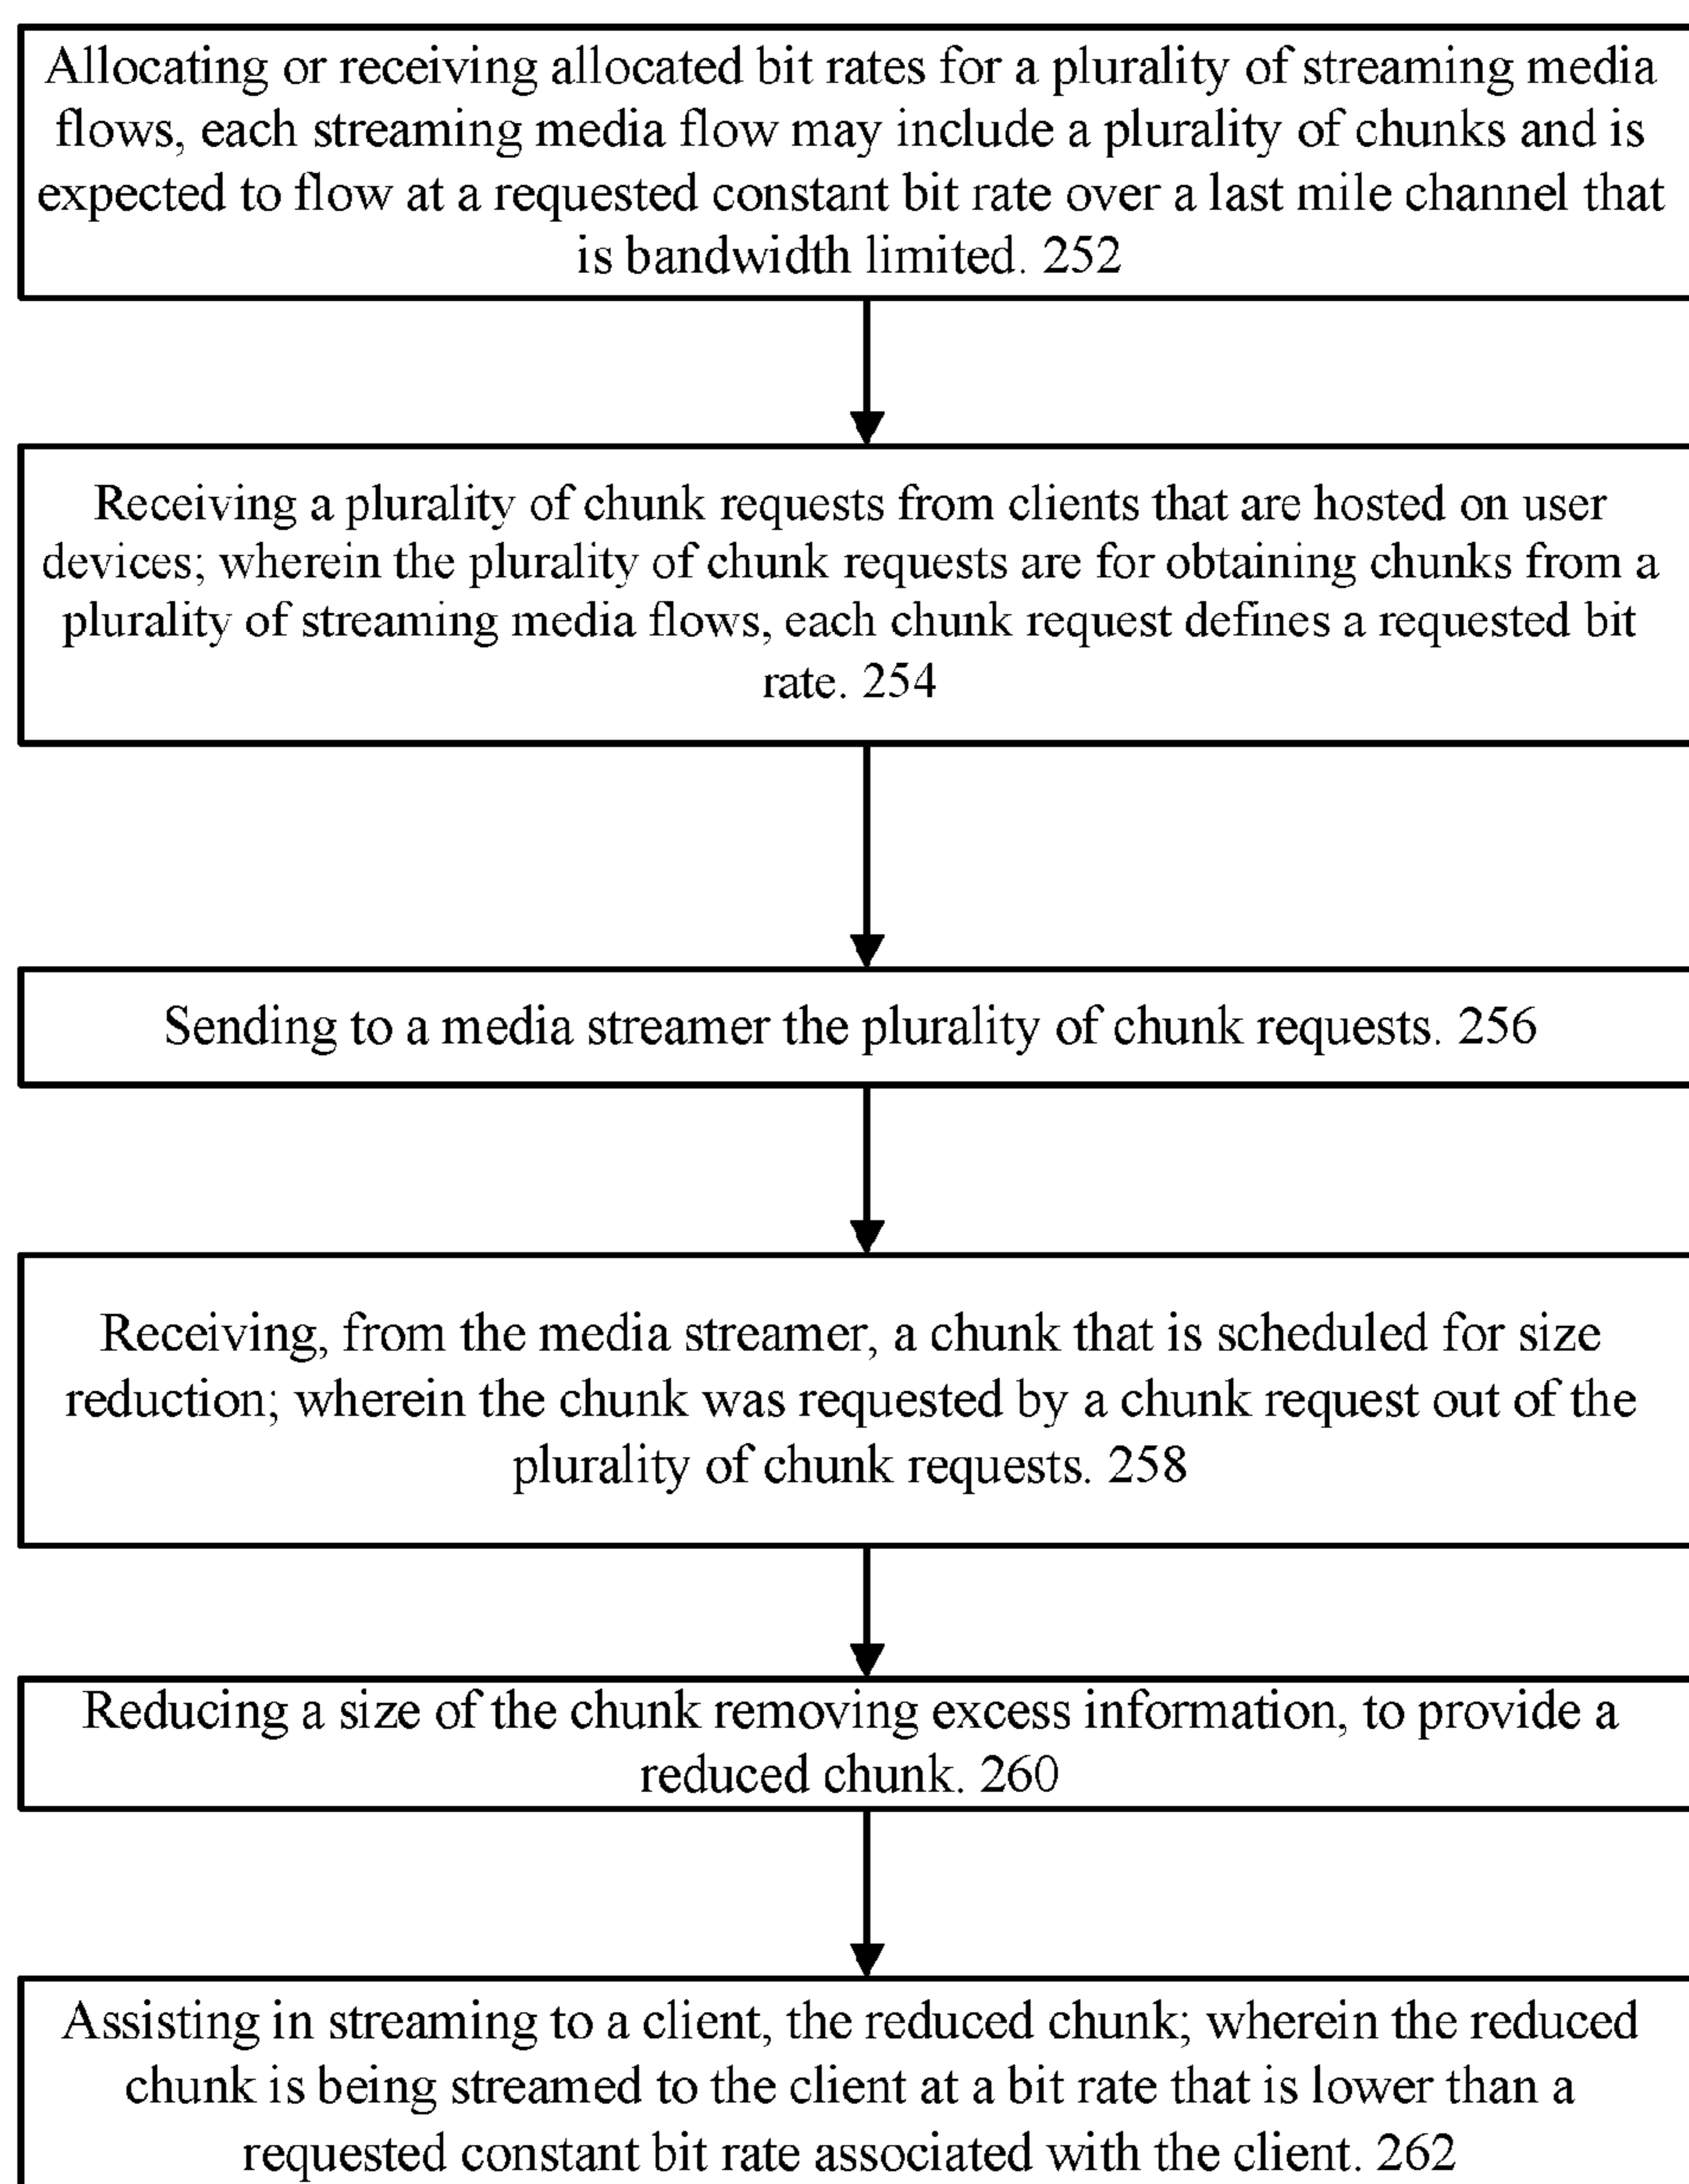 Allocating or receiving allocated bit rates for a plurality of streaming media
flows, each streaming media flow may include a plurality of chunks and is
expected to flow at a requested constant bit rate over a last mile channel that
is bandwidth limited. 252
Receiving a plurality of chunk requests from clients that are hosted on user
devices; wherein the plurality of chunk requests are for obtaining chunks from a
plurality of streaming media flows, each chunk request defines a requested bit
rate. 254
Sending to a media streamer the plurality of chunk requests. 256
Receiving, from the media streamer, a chunk that is scheduled for size
reduction; wherein the chunk was requested by a chunk request out of the
plurality of chunk requests. 258
Reducing a size of the chunk removing excess information, to provide a
reduced chunk. 260
Assisting in streaming to a client, the reduced chunk; wherein the reduced
chunk is being streamed to the client at a bit rate that is lower than a
requested constant bit rate associated with the client. 262